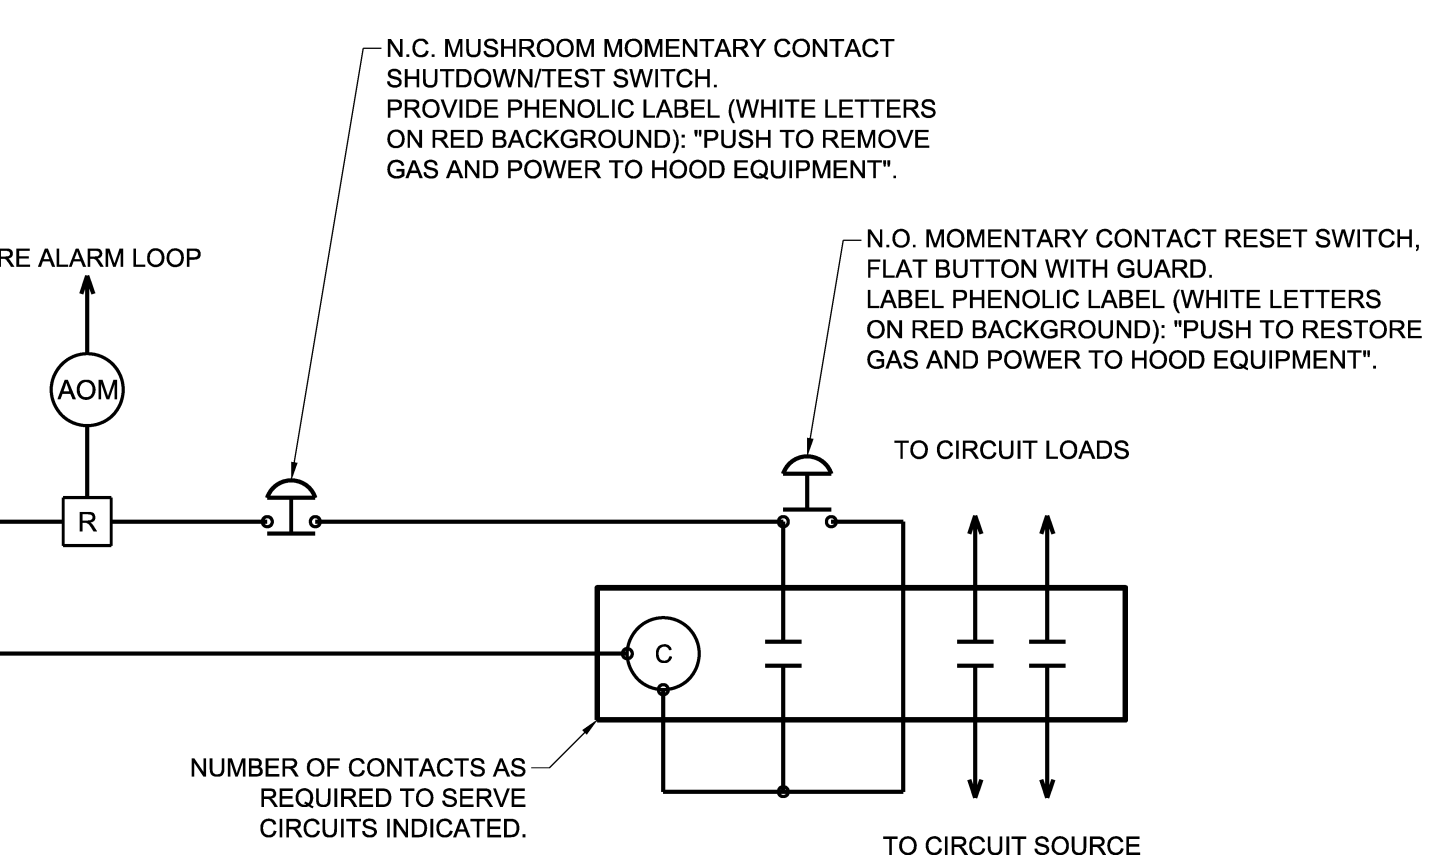 N.C. MUSHROOM MOMENTARY CONTACT
SHUTDOWN/TEST SWITCH.
PROVIDE PHENOLIC LABEL (WHITE LETTERS
ON RED BACKGROUND): "PUSH TO REMOVE
GAS AND POWER TO HOOD EQUIPMENT".
N.O. MOMENTARY CONTACT RESET SWITCH,
FLAT BUTTON WITH GUARD.
LABEL PHENOLIC LABEL (WHITE LETTERS
ON RED BACKGROUND): "PUSH TO RESTORE
GAS AND POWER TO HOOD EQUIPMENT".
RE ALARM LOOP
AOM
R
TO CIRCUIT LOADS
C
NUMBER OF CONTACTS AS
REQUIRED TO SERVE
CIRCUITS INDICATED.
TO CIRCUIT SOURCE